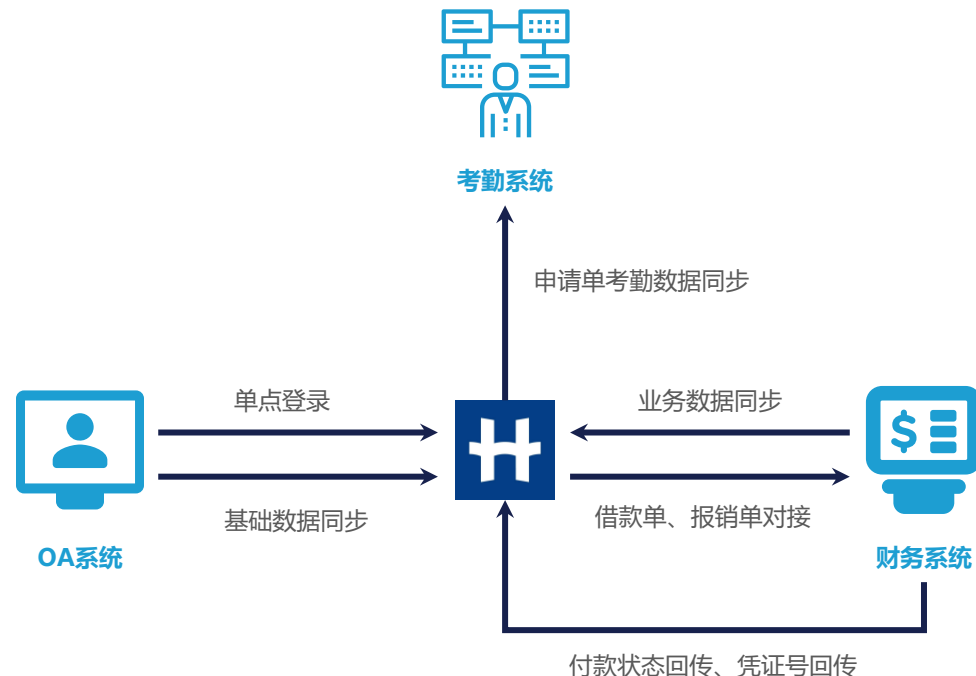 考勤系统
申请单考勤数据同步
单点登录
业务数据同步
基础数据同步
借款单、报销单对接
OA系统
财务系统
付款状态回传、凭证号回传